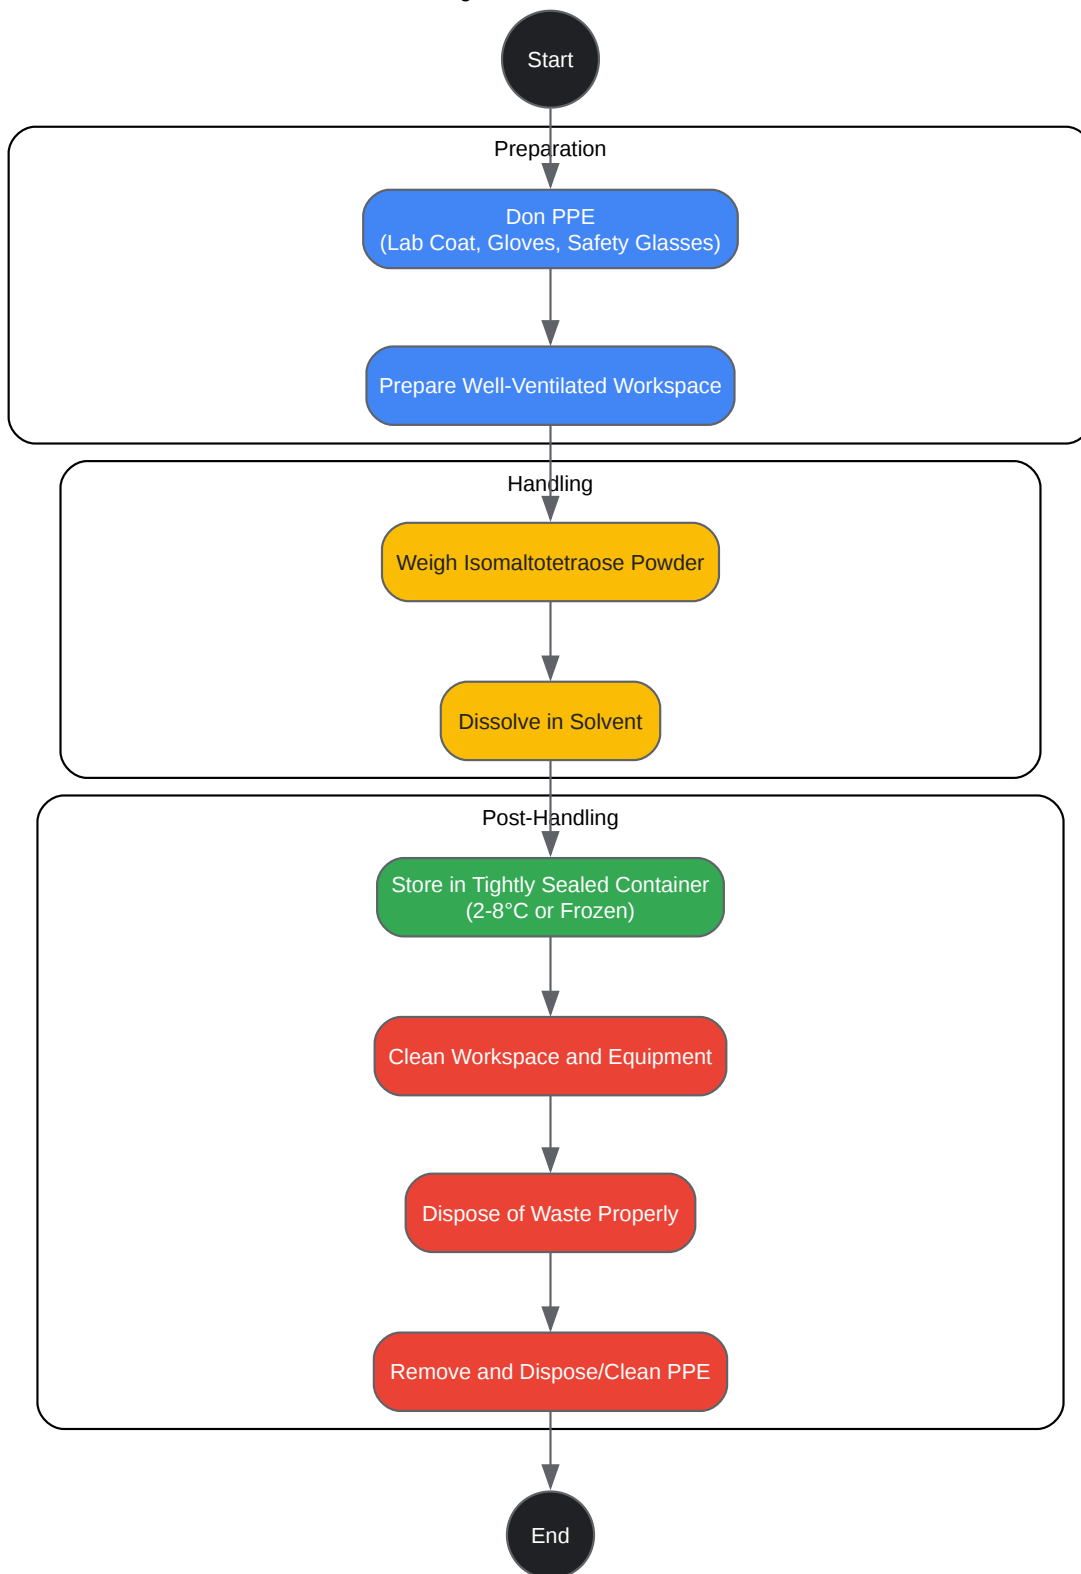 Start
Preparation
Don PPE
(Lab Coat, Gloves, Safety Glasses)
Prepare Well-Ventilated Workspace
Handling
Weigh Isomaltotetraose Powder
Dissolve in Solvent
Post-Handling
Store in Tightly Sealed Container
(2-8°C or Frozen)
Clean Workspace and Equipment
Dispose of Waste Properly
Remove and Dispose/Clean PPE
End